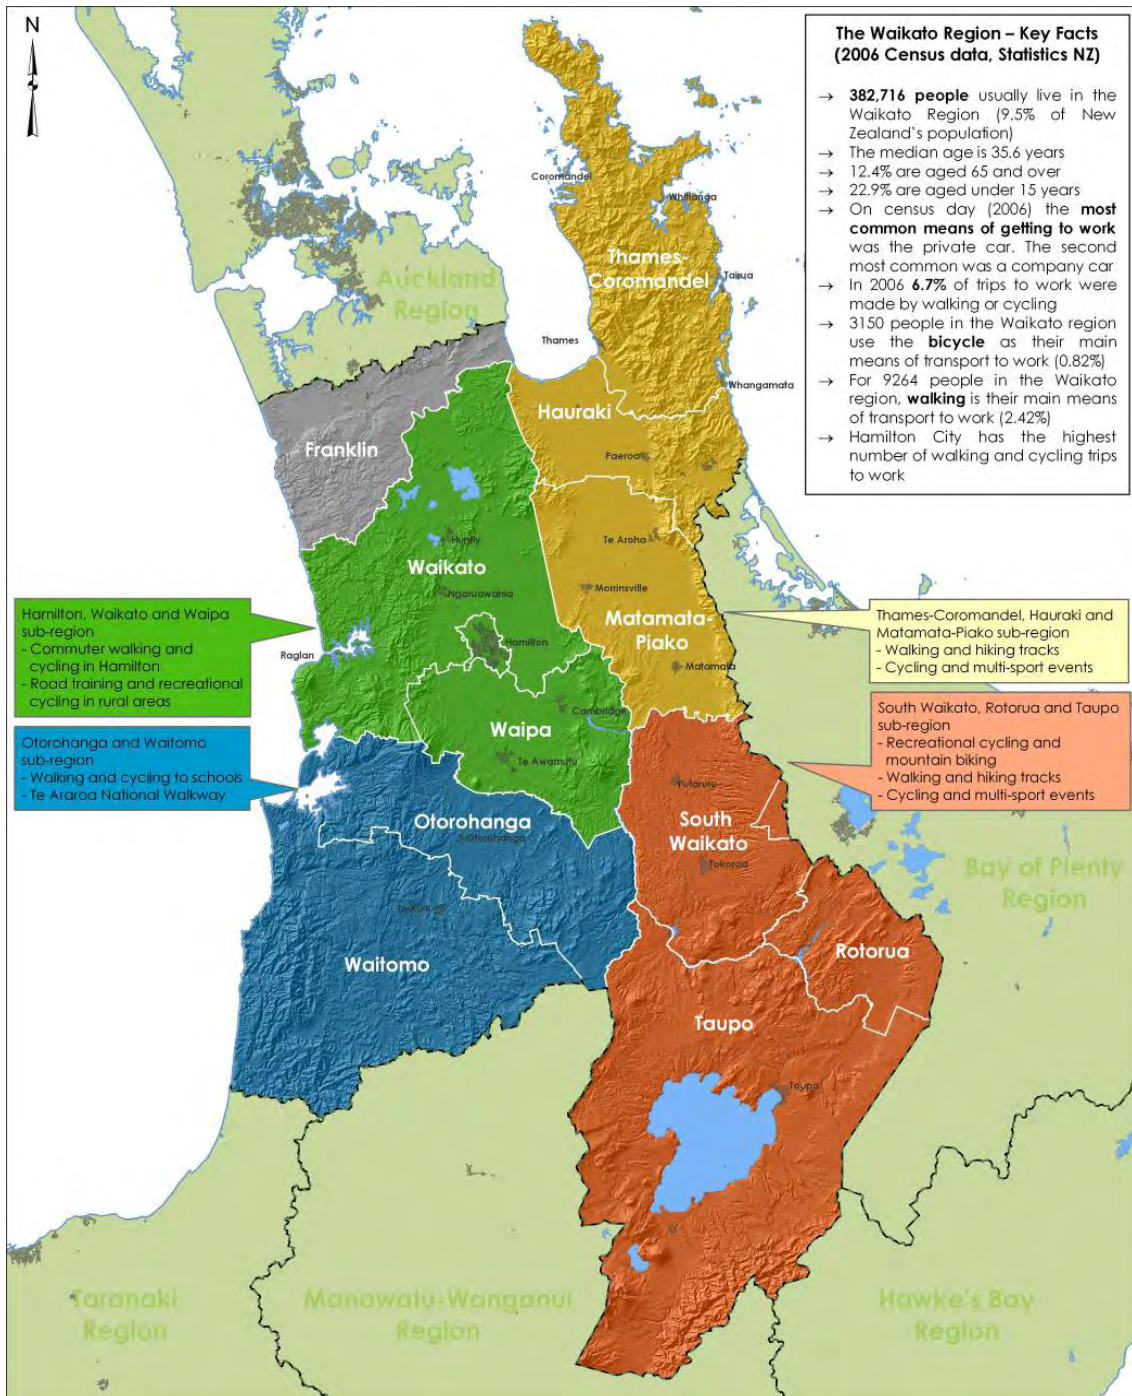 N
The Waikato Region – Key Facts
(2006 Census data, Statistics NZ)
→ 382,716 people usually live in the
Waikato Region (9.5% of New
Zealand's population)
→ The median age is 35.6 years
→ 12.4% are aged 65 and over
→ 22.9% are aged under 15 years
→ On census day (2006) the most
common means of getting to work
was the private car. The second
most common was a company car
→ In 2006 6.7% of trips to work were
made by walking or cycling
→ 3150 people in the Waikato region
use the bicycle as their main
means of transport to work (0.82%)
→ For 9264 people in the Waikato
region, walking is their main means
of transport to work (2.42%)
→ Hamilton City has the highest
number of walking and cycling trips
to work
Coromandel
Whitianga
Thames-
Coromandel
Tairua
Auckland
Region
Thames
Whangamata
Hauraki
Franklin
Paeroa
Huntly
Te Aroha
Waikato
Ngaruawahia
Morrinsville
Matamata-
Piako
Hamilton
Raglan
Matamata
Hamilton, Waikato and Waipa
sub-region
- Commuter walking and
cycling in Hamilton
- Road training and recreational
cycling in rural areas
Thames-Coromandel, Hauraki and
Matamata-Piako sub-region
- Walking and hiking tracks
- Cycling and multi-sport events
Cambridge
Waipa
Te Awamutu
Otorohanga and Waitomo
sub-region
- Walking and cycling to schools
- Te Araroa National Walkway
South Waikato, Rotorua and Taupo
sub-region
- Recreational cycling and
mountain biking
- Walking and hiking tracks
- Cycling and multi-sport events
Putaruru
Otorohanga
Otorohanga
South
Waikato
Tokoroa
Bay of Plenty
Region
Waitomo
Rotorua
Taupo
Taupo
Taranaki
Region
Manawatu-Wanganui
Region
Hawke's Bay
Region